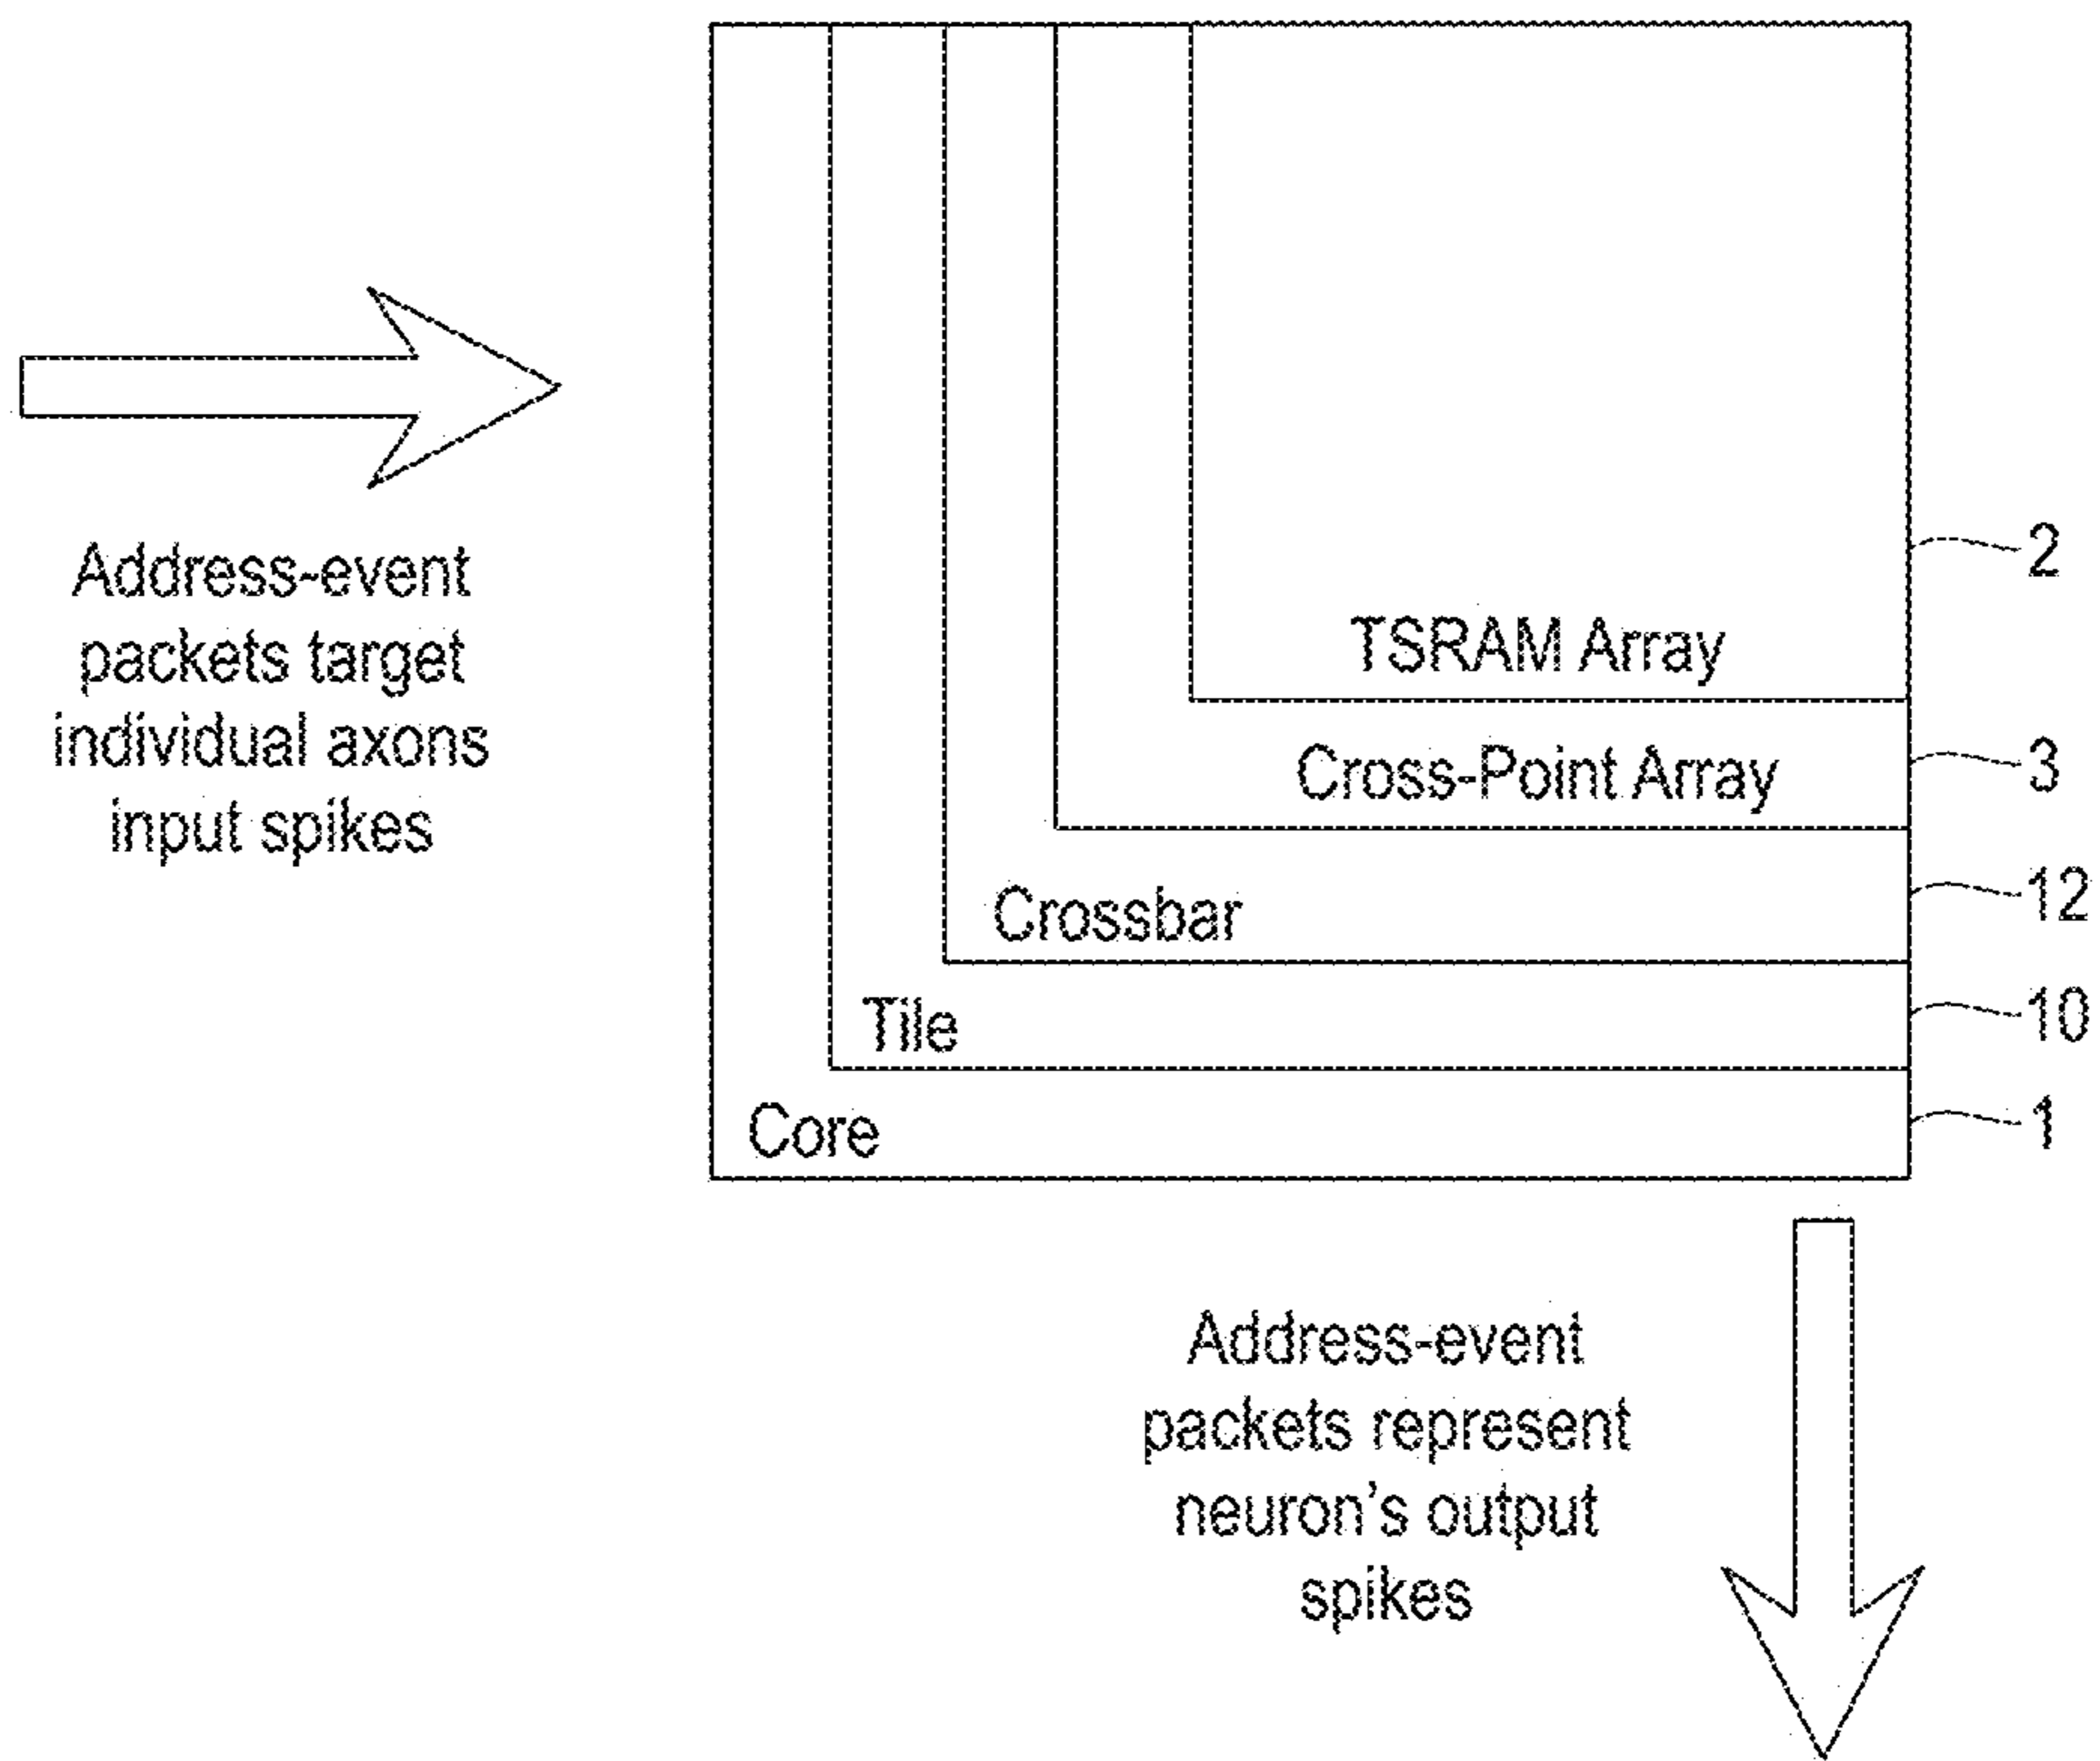 Address-event
packets target
individual axons
input spikes
TSRAM Array
2
Cross-Point Array
3
Crossbar
12
Tile
10
Core
1
Address-event
packets represent
neuron's output
spikes